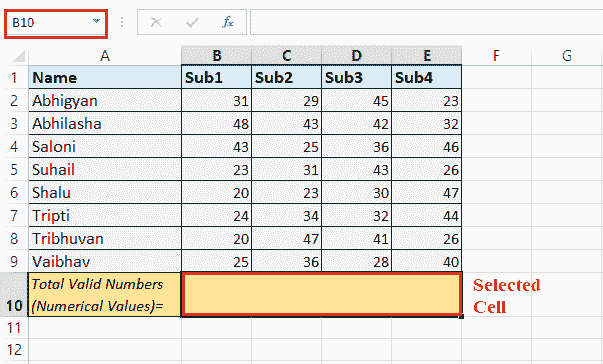 B10 fx
A B C D E F G
1 Name Sub1 Sub2 Sub3 Sub4
2 Abhigyan 31 29 45 23
3 Abhilasha 48 43 42 32
4 Saloni 43 25 36 46
5 Suhail 23 31 43 26
6 Shalu 20 23 30 47
7 Tripti 24 34 32 44
8 Tribhuvan 20 47 41 26
9 Vaibhav 25 36 28 40
Total Valid Numbers Selected
10 (Numerical Values)= Cell
11
12